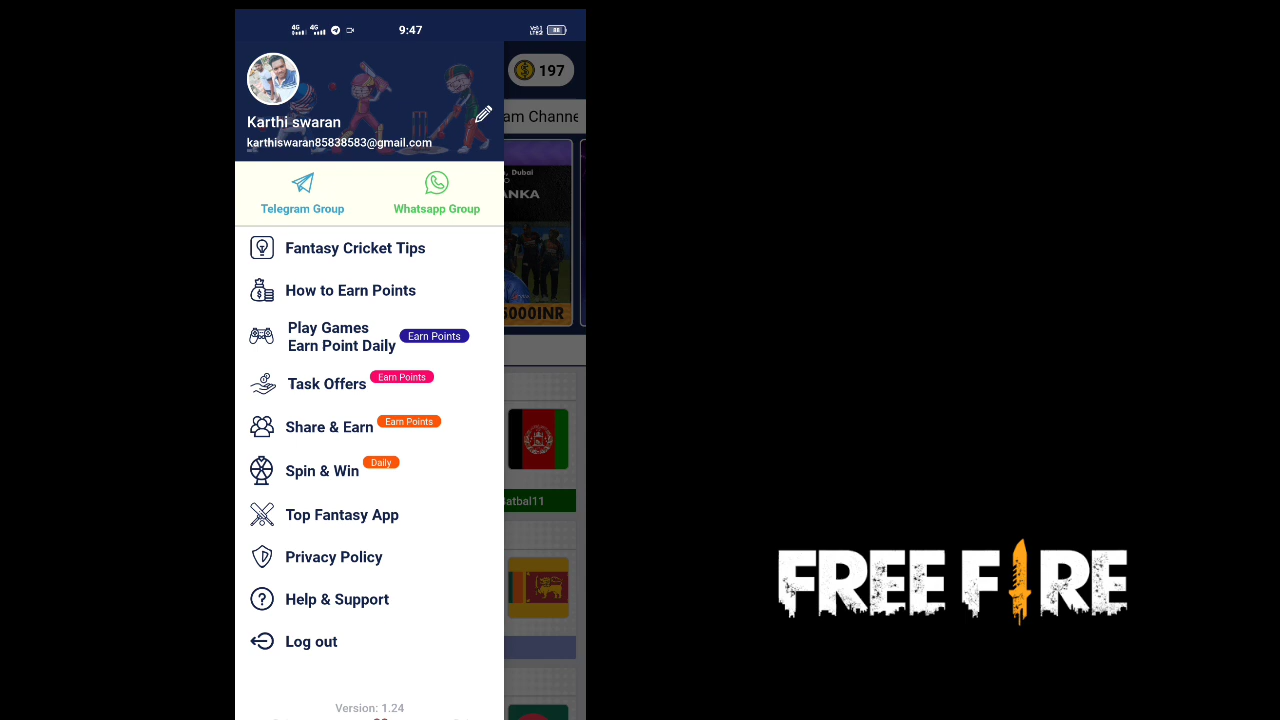 4G 4G 9:47 88
197
Karthi swaran
karthiswaran85838583@gmail.com
am Channe
Telegram Group
Whatsapp Group
, Dubai
ANKA
Fantasy Cricket Tips
How to Earn Points
5000INR
Play Games
Earn Point Daily
Earn Points
Task Offers
Earn Points
Share & Earn
Earn Points
Spin & Win
Daily
atbal11
Top Fantasy App
Privacy Policy
Help & Support
Log out
Version: 1.24
FREE FIRE